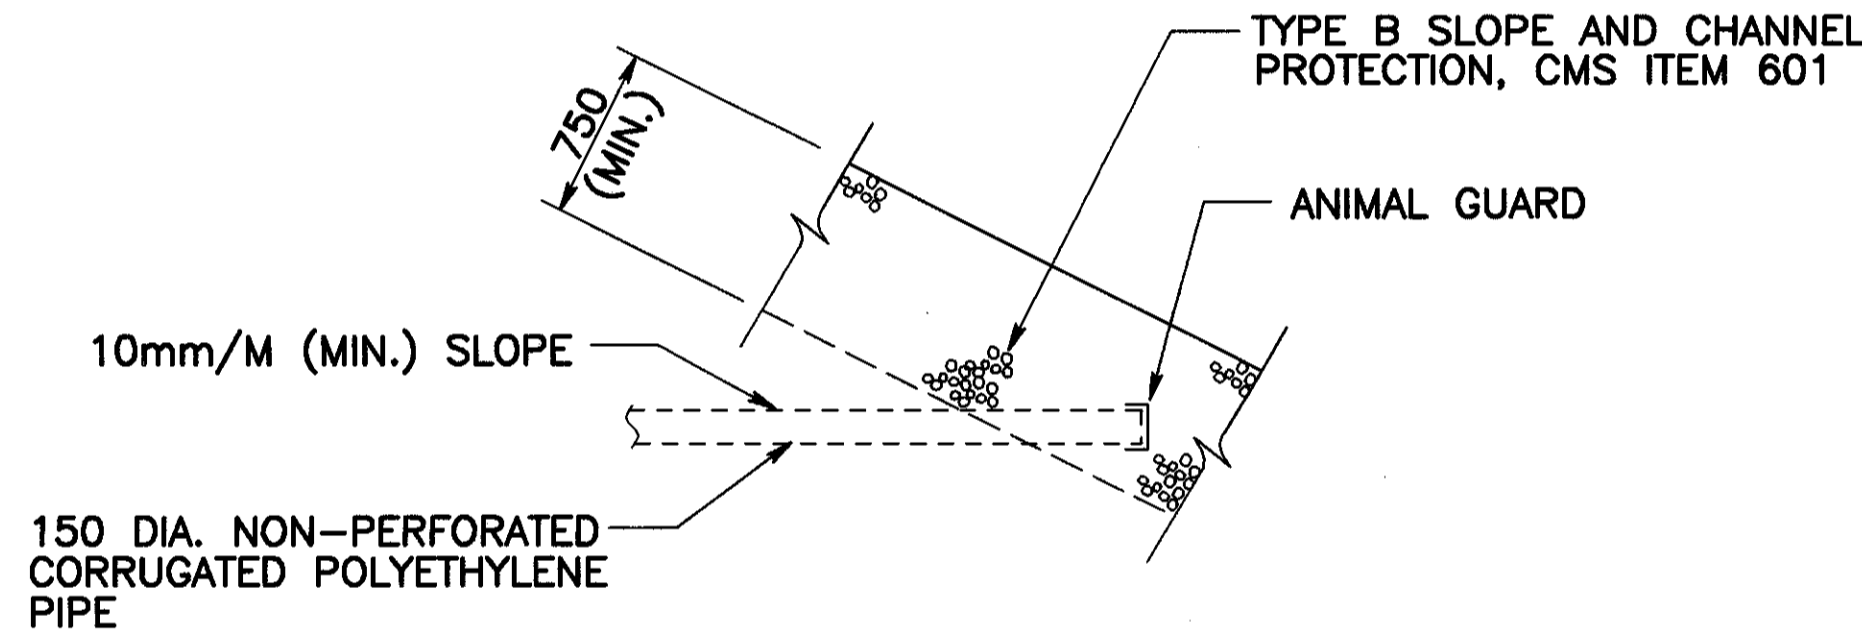 TYPE B SLOPE AND CHANNEL
PROTECTION, CMS ITEM 601
750
(MIN.)
ANIMAL GUARD
10mm/M (MIN.) SLOPE
150 DIA. NON-PERFORATED
CORRUGATED POLYETHYLENE
PIPE